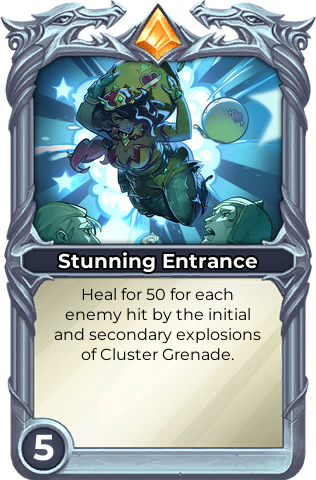 Stunning Entrance
Heal for 50 for each
enemy hit by the initial
and secondary explosions
of Cluster Grenade.
5